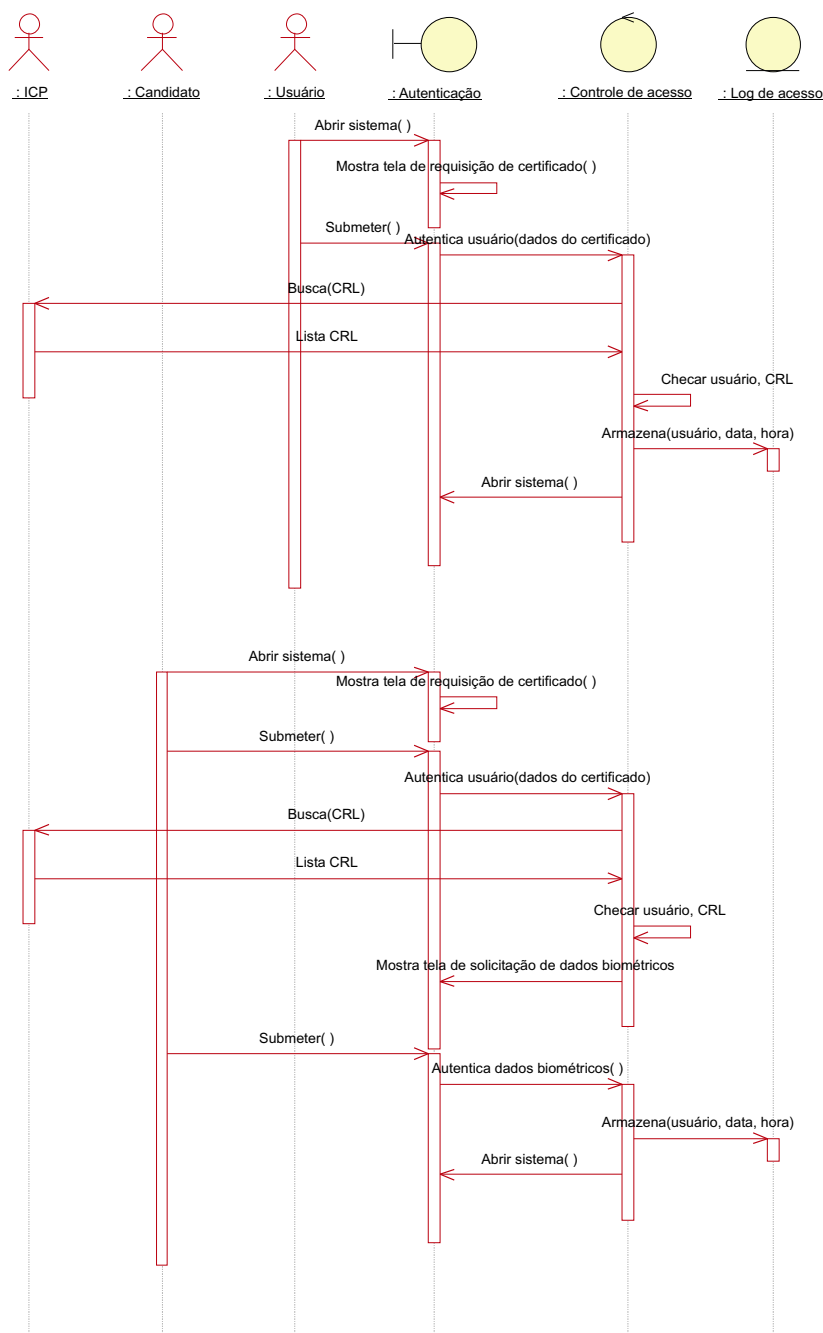 : ICP
: Candidato
: Usuário
: Autenticação
: Controle de acesso
: Log de acesso
Abrir sistema( )
Mostra tela de requisição de certificado( )
Submeter( )
Autentica usuário(dados do certificado)
Busca(CRL)
Lista CRL
Checar usuário, CRL
Armazena(usuário, data, hora)
Abrir sistema( )
Abrir sistema( )
Mostra tela de requisição de certificado( )
Submeter( )
Autentica usuário(dados do certificado)
Busca(CRL)
Lista CRL
Checar usuário, CRL
Mostra tela de solicitação de dados biométricos
Submeter( )
Autentica dados biométricos( )
Armazena(usuário, data, hora)
Abrir sistema( )